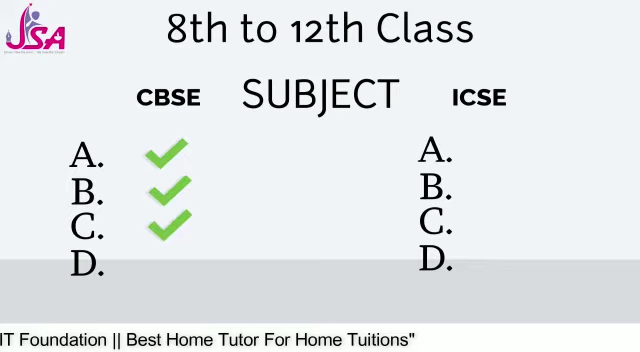 JSA
8th to 12th Class
CBSE SUBJECT ICSE
A. A.
B. B.
C. C.
D. D.
IT Foundation || Best Home Tutor For Home Tuitions"